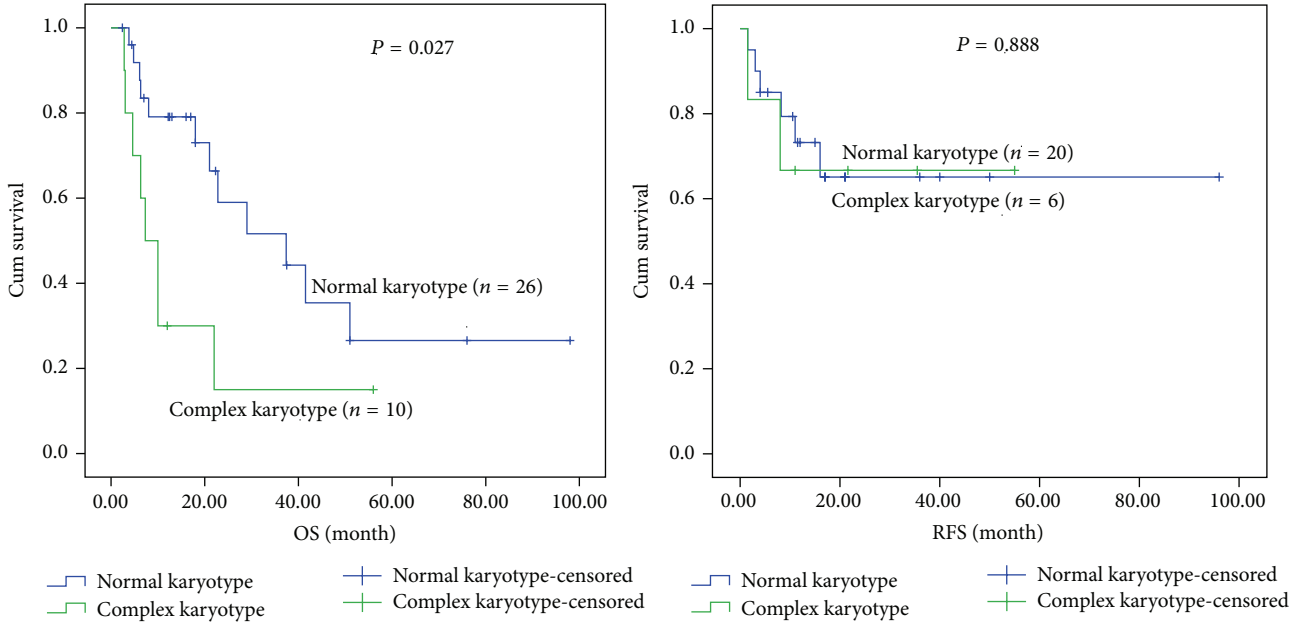 1.0
0.8
0.6
0.4
0.2
0.0
Cum survival
P = 0.027
Normal karyotype (n = 26)
Complex karyotype (n = 10)
0.00 20.00 40.00 60.00 80.00 100.00
OS (month)
Normal karyotype
Complex karyotype
Normal karyotype-censored
Complex karyotype-censored
1.0
0.8
0.6
0.4
0.2
0.0
Cum survival
P = 0.888
Normal karyotype (n = 20)
Complex karyotype (n = 6)
0.00 20.00 40.00 60.00 80.00 100.00
RFS (month)
Normal karyotype
Complex karyotype
Normal karyotype-censored
Complex karyotype-censored